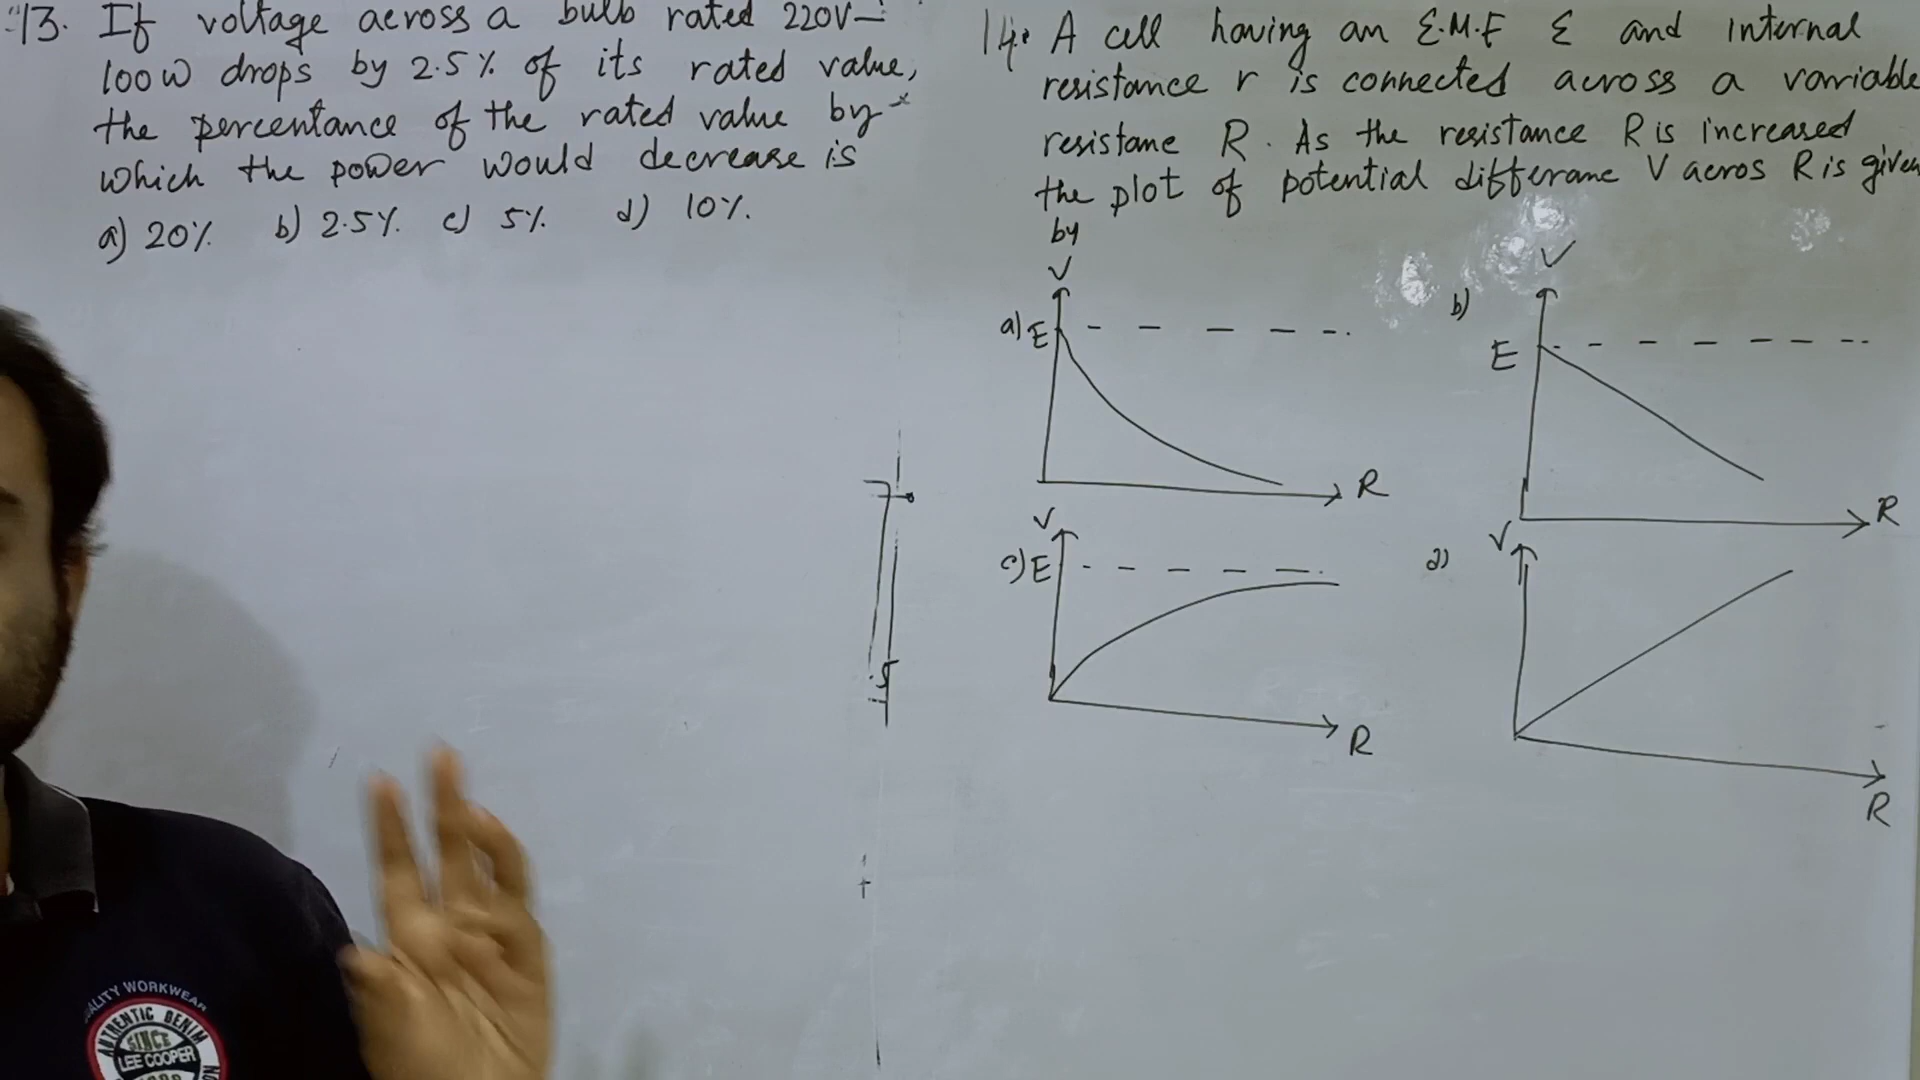 13. If voltage across a bulb rated 220V-
100W drops by 2.5% of its rated value,
the percentance of the rated value by
which the power would decrease is
a) 20% b) 2.5% c) 5% d) 10%.
14. A cell having an E.M.F ε and internal
resistance r is connected across a variable
resistane R. As the resistance R is increased
the plot of potential differane V acros R is given
by
V
a) E
R
V
b)
E
R
V
c) E
R
V
d)
R
QUALITY WORKWEAR
AUTHENTIC DENIM
SINCE
LEE COOPER